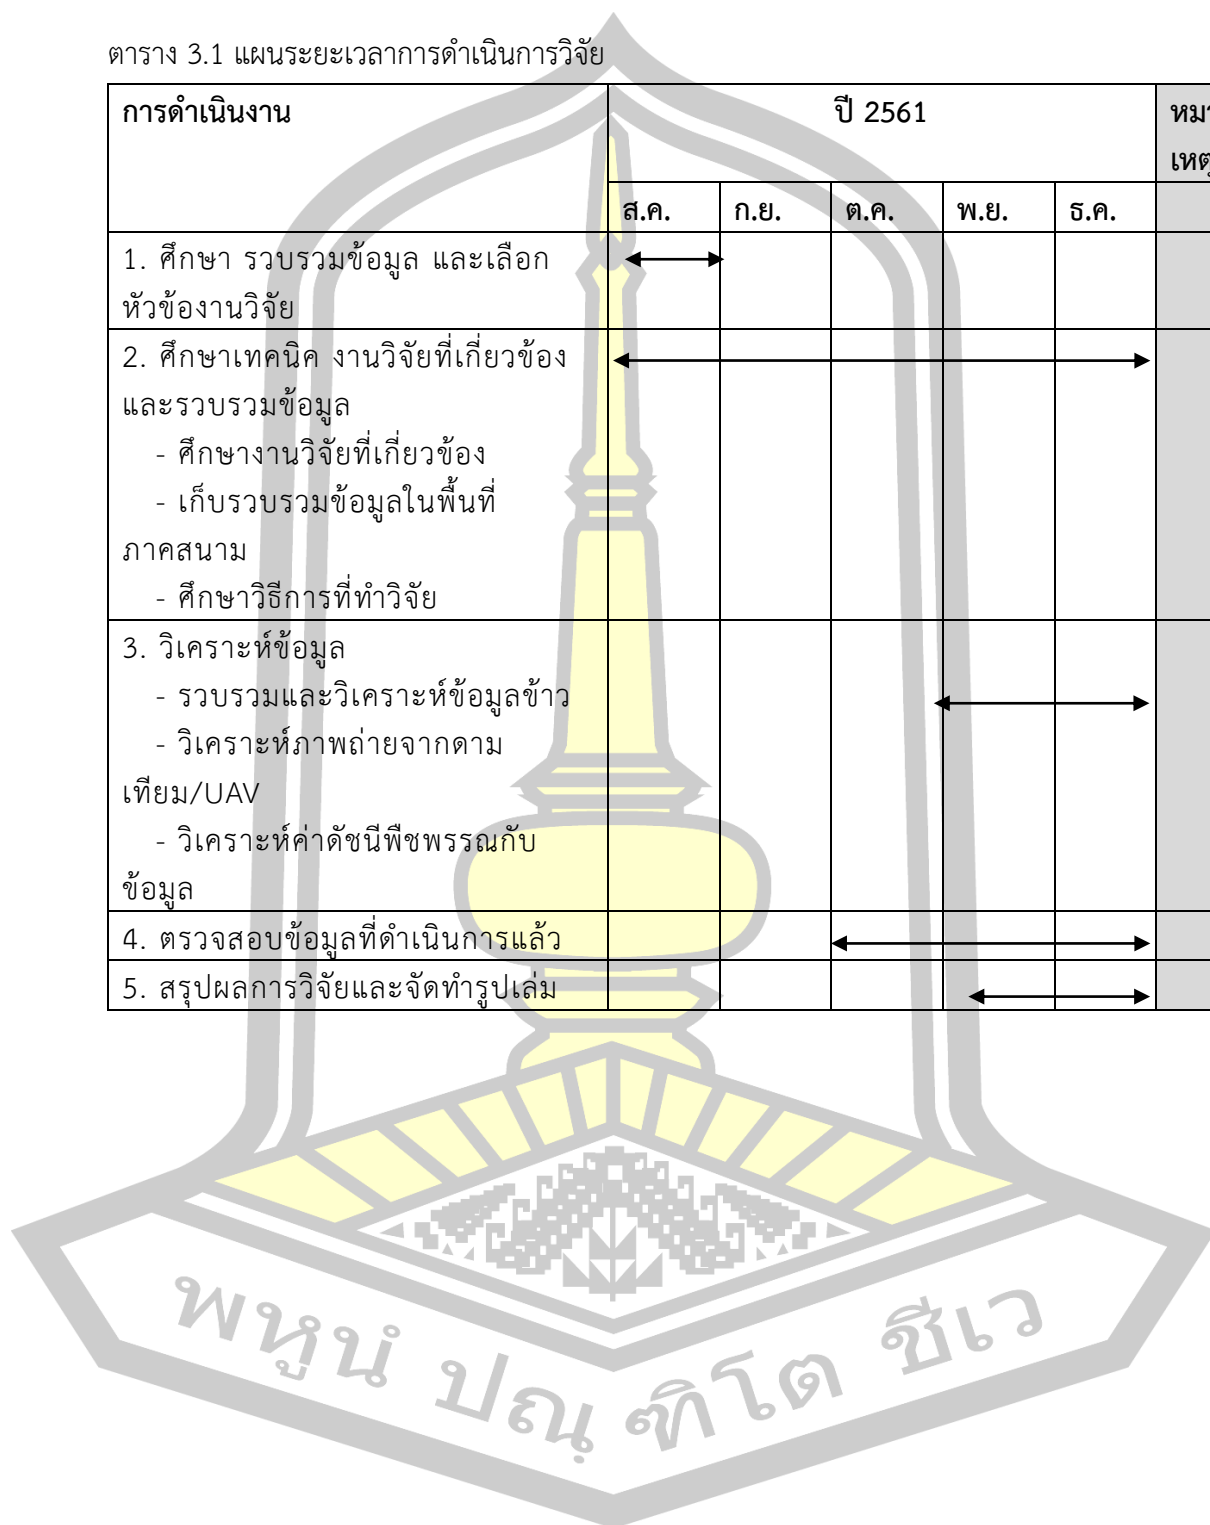 ตาราง 3.1 แผนระยะเวลาการดำเนินการวิจัย
การดำเนินงาน ปี 2561 หมา
เหตุ
ส.ค. ก.ย. ต.ค. พ.ย. ธ.ค.
1. ศึกษา รวบรวมข้อมูล และเลือก
หัวข้องานวิจัย
2. ศึกษาเทคนิค งานวิจัยที่เกี่ยวข้อง
และรวบรวมข้อมูล
- ศึกษางานวิจัยที่เกี่ยวข้อง
- เก็บรวบรวมข้อมูลในพื้นที่
ภาคสนาม
- ศึกษาวิธีการที่ทำวิจัย
3. วิเคราะห์ข้อมูล
- รวบรวมและวิเคราะห์ข้อมูลข้าว
- วิเคราะห์ภาพถ่ายจากดาม
เทียม/UAV
- วิเคราะห์ค่าดัชนีพืชพรรณกับ
ข้อมูล
4. ตรวจสอบข้อมูลที่ดำเนินการแล้ว
5. สรุปผลการวิจัยและจัดทำรูปเล่ม
พหูนํ ปณฺ ฑิโต ชีเว